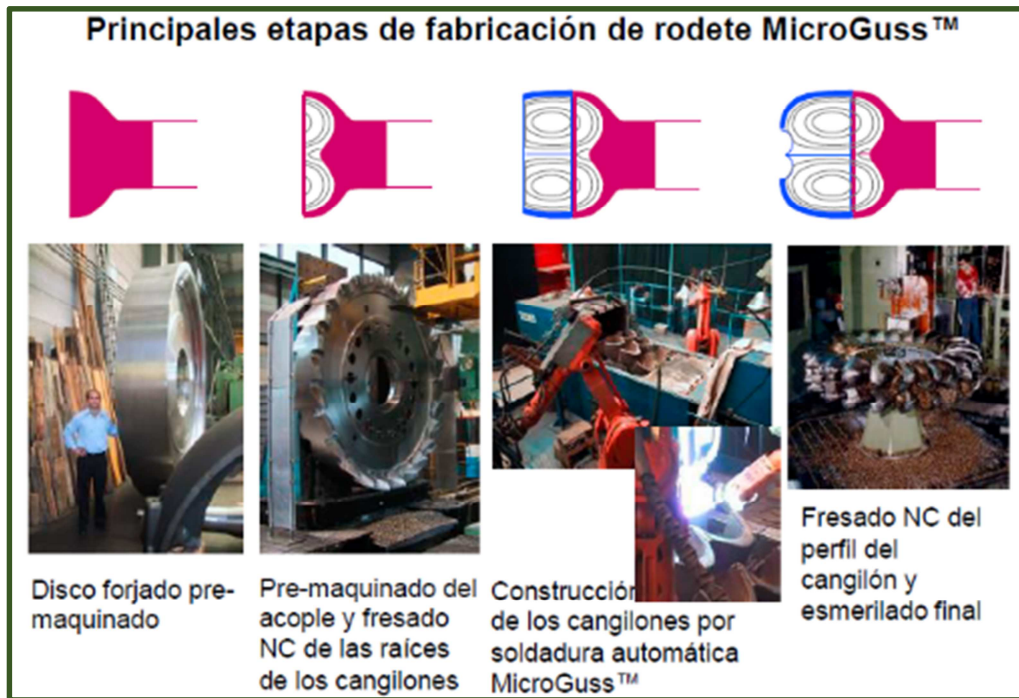 Principales etapas de fabricación de rodete MicroGuss™
Disco forjado pre-
maquinado
Pre-maquinado del
acople y fresado
NC de las raíces
de los cangilones
Construcción
de los cangilones por
soldadura automática
MicroGuss™
Fresado NC del
perfil del
cangilón y
esmerilado final